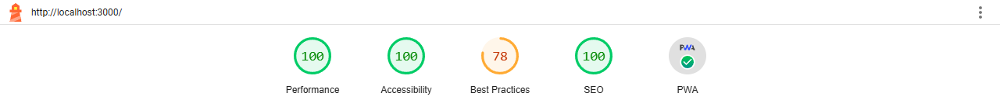 http://localhost:3000/
100 100 78 100 PWA
Performance Accessibility Best Practices SEO PWA